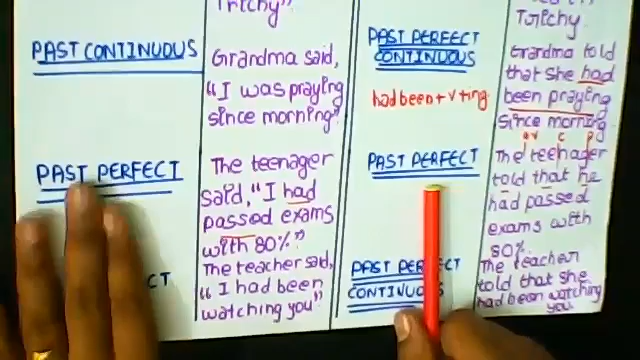 Trichy"
PAST CONTINUOUS
Grandma said,
"I was praying
since morning"
PAST PERFECT
The teenager
said, "I had
passed exams
with 80%"
The teacher said,
"I had been
watching you"
PAST PERFECT
CONTINUOUS
had been + v + ing
PAST PERFECT
PAST PERFECT
CONTINUOUS
Trichy.
Grandma told
that she had
been praying
since morning
The teenager
told that he
had passed
exams with
80%.
The teacher
told that she
had been watching
you